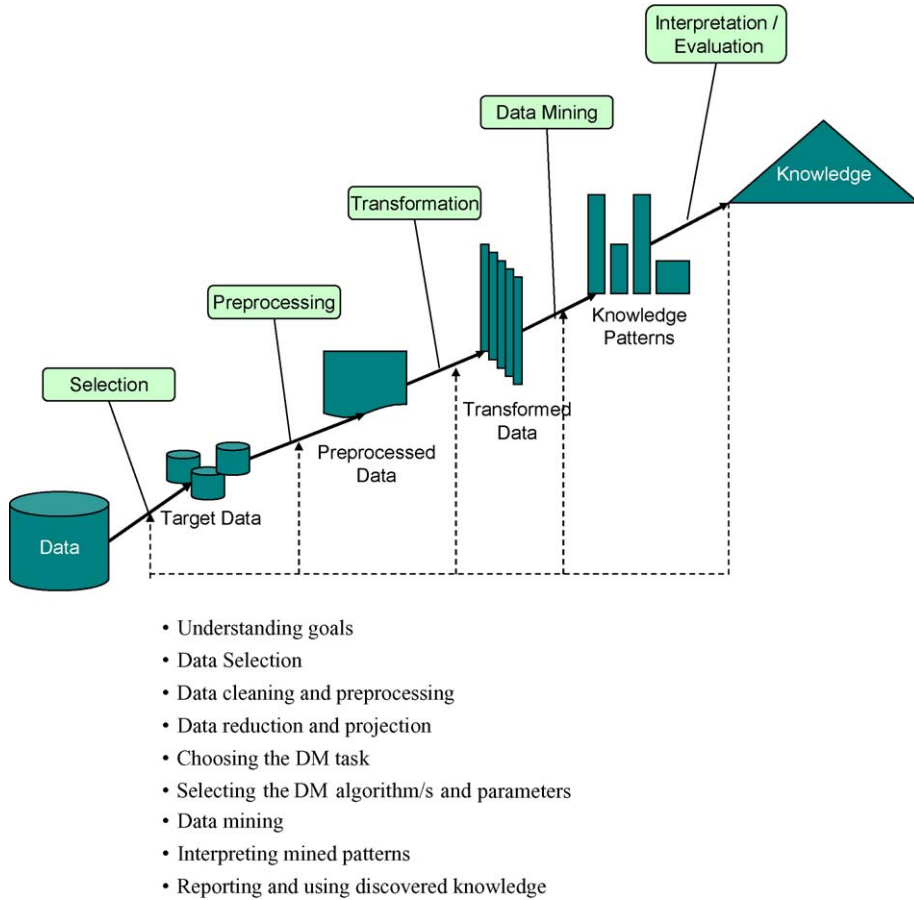 Interpretation /
Evaluation
Data Mining
Knowledge
Transformation
Preprocessing
Knowledge
Patterns
Selection
Transformed
Data
Preprocessed
Data
Target Data
Data
• Understanding goals
• Data Selection
• Data cleaning and preprocessing
• Data reduction and projection
• Choosing the DM task
• Selecting the DM algorithm/s and parameters
• Data mining
• Interpreting mined patterns
• Reporting and using discovered knowledge